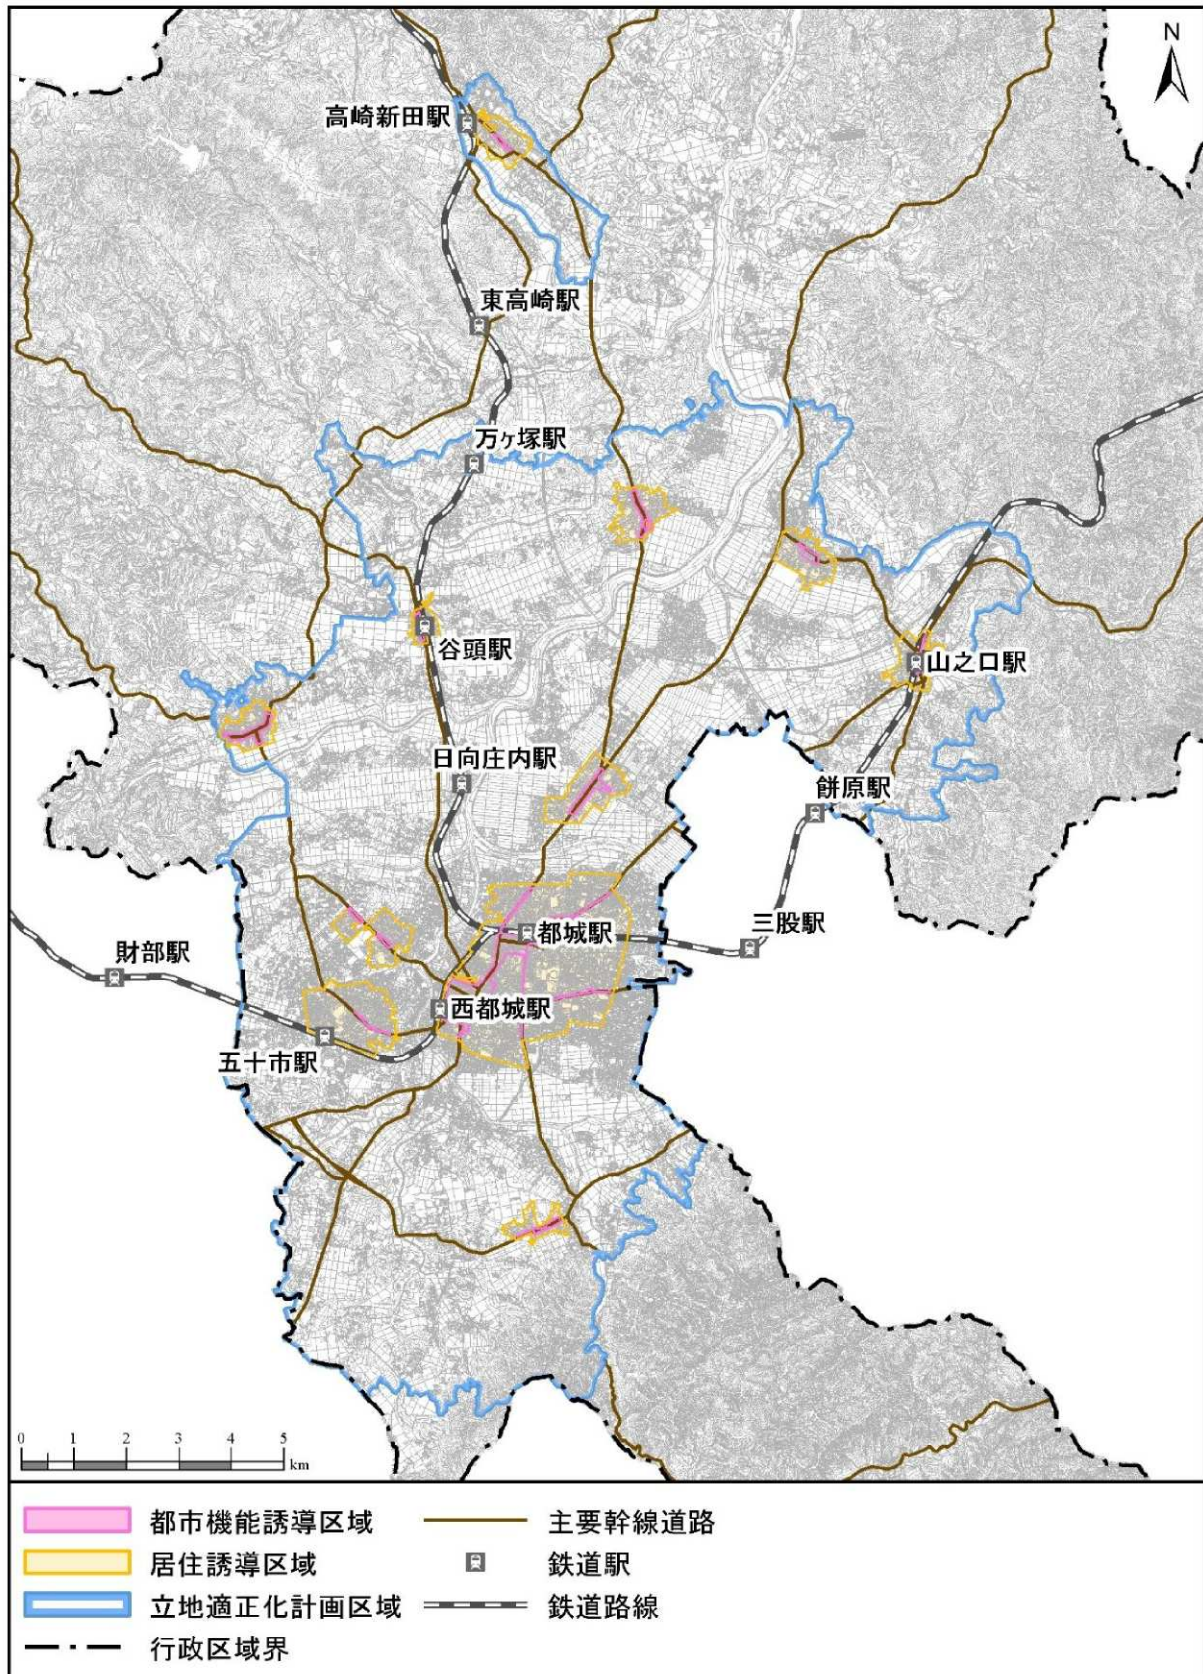 N
高崎新田駅
東高崎駅
万ヶ塚駅
谷頭駅
山之口駅
日向庄内駅
餅原駅
都城駅
三股駅
財部駅
西都城駅
五十市駅
0 1 2 3 4 5
km
都市機能誘導区域
主要幹線道路
居住誘導区域
鉄道駅
立地適正化計画区域
鉄道路線
行政区域界